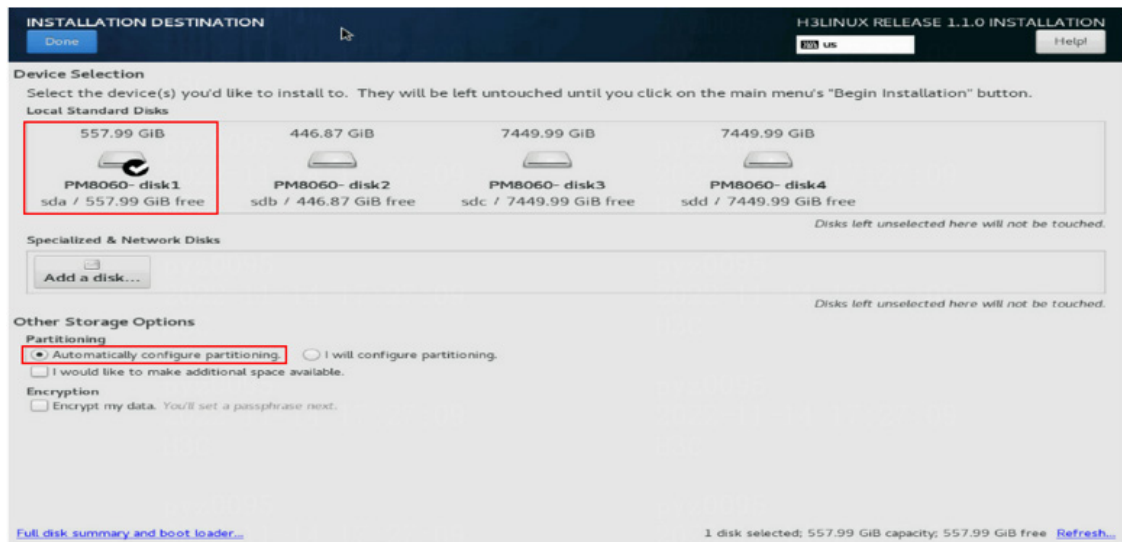 INSTALLATION DESTINATION
H3LINUX RELEASE 1.1.0 INSTALLATION
Done
us
Help!
Device Selection
Select the device(s) you'd like to install to. They will be left untouched until you click on the main menu's "Begin Installation" button.
Local Standard Disks
557.99 GiB 446.87 GiB 7449.99 GiB 7449.99 GiB
PM8060- disk1 PM8060- disk2 PM8060- disk3 PM8060- disk4
sda / 557.99 GiB free sdb / 446.87 GiB free sdc / 7449.99 GiB free sdd / 7449.99 GiB free
Disks left unselected here will not be touched.
Specialized & Network Disks
Add a disk...
Disks left unselected here will not be touched.
Other Storage Options
Partitioning
Automatically configure partitioning. I will configure partitioning.
I would like to make additional space available.
Encryption
Encrypt my data. You'll set a passphrase next.
Full disk summary and boot loader... 1 disk selected; 557.99 GiB capacity; 557.99 GiB free Refresh...